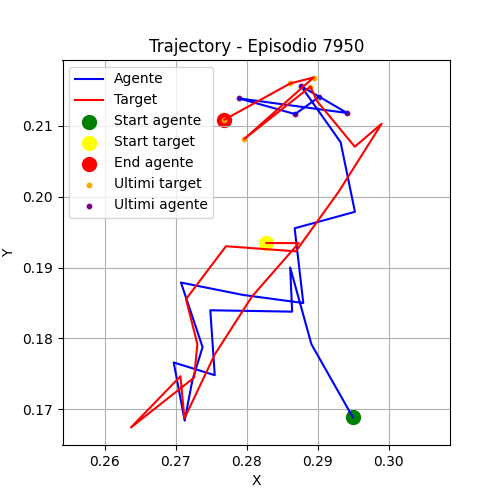 Trajectory - Episodio 7950
Agente
Target
Start agente
Start target
End agente
Ultimi target
Ultimi agente
0.21
0.20
0.19
0.18
0.17
Y
0.26 0.27 0.28 0.29 0.30
X